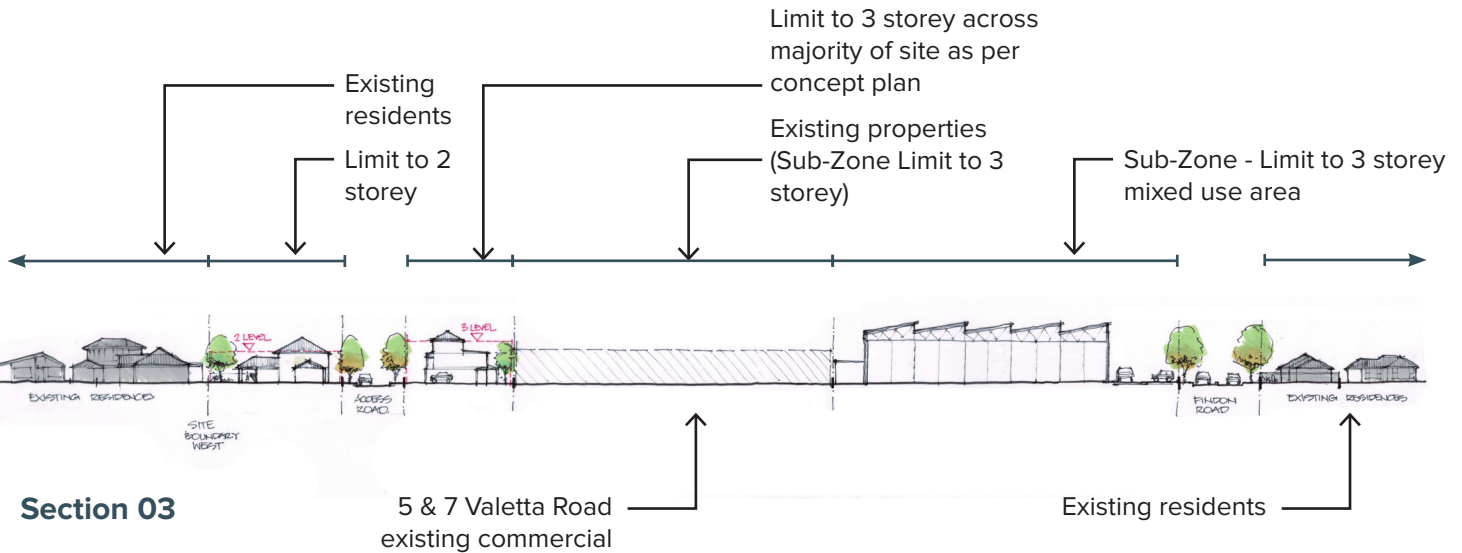 Limit to 3 storey across
majority of site as per
concept plan
Existing
residents
Existing properties
(Sub-Zone Limit to 3
storey)
Limit to 2
storey
Sub-Zone - Limit to 3 storey
mixed use area
2 LEVEL
3 LEVEL
EXISTING RESIDENCES
ACCESS
ROAD.
FINDON
ROAD
EXISTING RESIDENCES
SITE
BOUNDARY
WEST
Section 03
5 & 7 Valetta Road
existing commercial
Existing residents